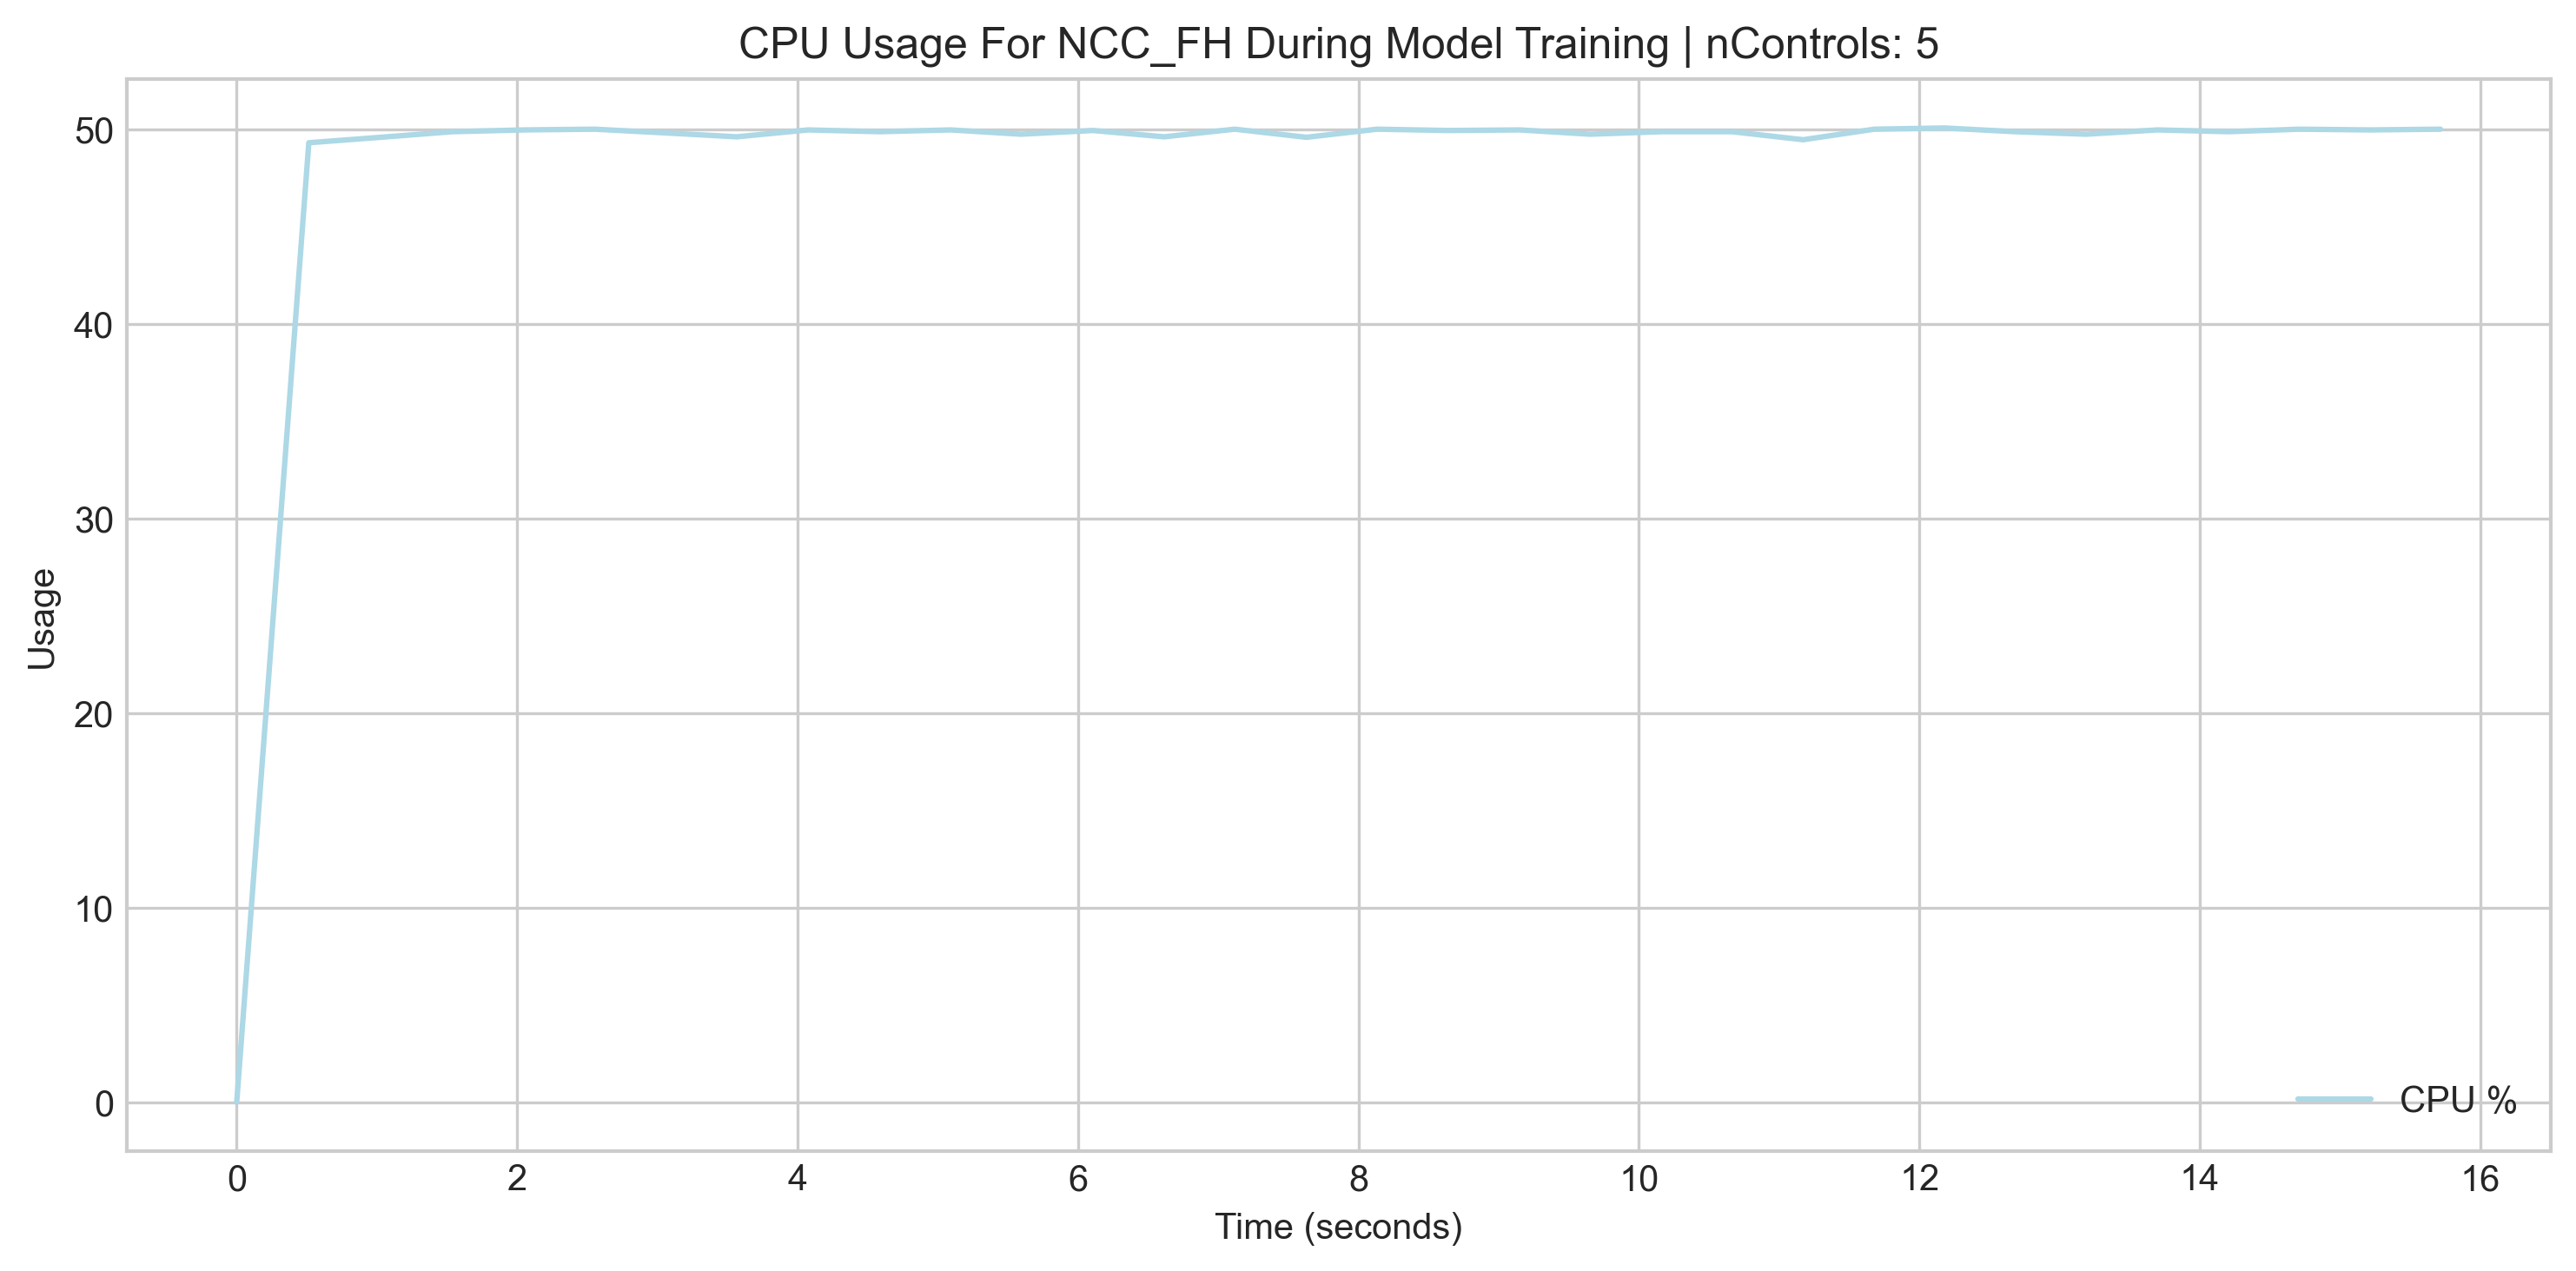 CPU Usage For NCC_FH During Model Training | nControls: 5
50
40
30
20
10
0
Usage
CPU %
0 2 4 6 8 10 12 14 16
Time (seconds)